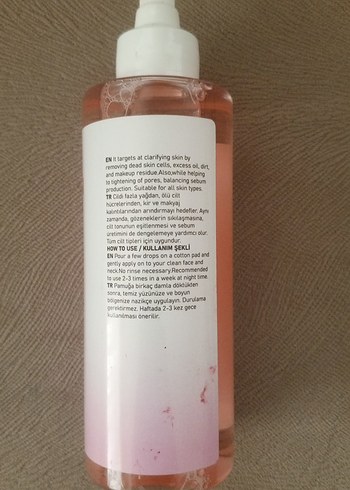 EN It targets at clarifying skin by
removing dead skin cells, excess oil, dirt,
and makeup residue.Also,while helping
to tightening of pores, balancing sebum
production. Suitable for all skin types.
TR Cildi fazla yağdan, ölü cilt
hücrelerinden, kir ve makyaj
kalıntılarından arındırmayı hedefler. Aynı
zamanda, gözeneklerin sıkılaşmasına,
cilt tonunun eşitlenmesi ve sebum
üretimini de dengelemeye yardımcı olur.
Tüm cilt tipleri için uygundur.
HOW TO USE / KULLANIM ŞEKLİ
EN Pour a few drops on a cotton pad and
gently apply on to your clean face and
neck.No rinse necessary.Recommended
to use 2-3 times in a week at night time.
TR Pamuğa birkaç damla döktükten
sonra, temiz yüzünüze ve boyun
bölgenize nazikçe uygulayın. Durulama
gerektirmez. Haftada 2-3 kez gece
kullanılması önerilir.